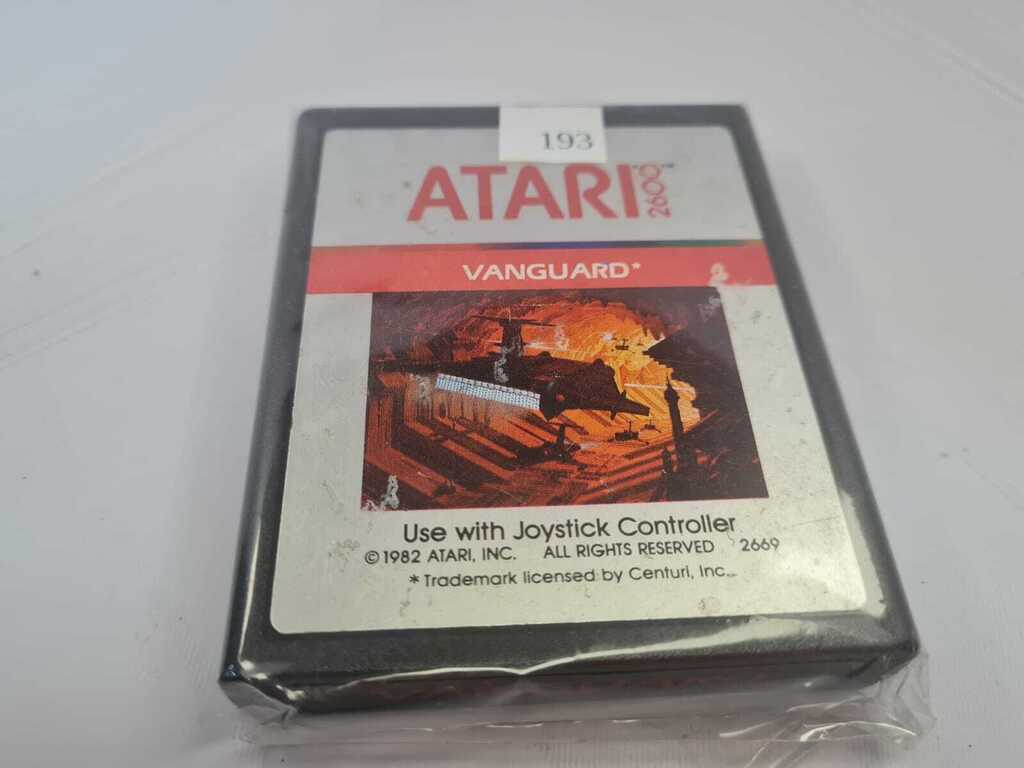 193
ATARI 2600™
VANGUARD*
Use with Joystick Controller
© 1982 ATARI, INC. ALL RIGHTS RESERVED 2669
* Trademark licensed by Centuri, Inc.